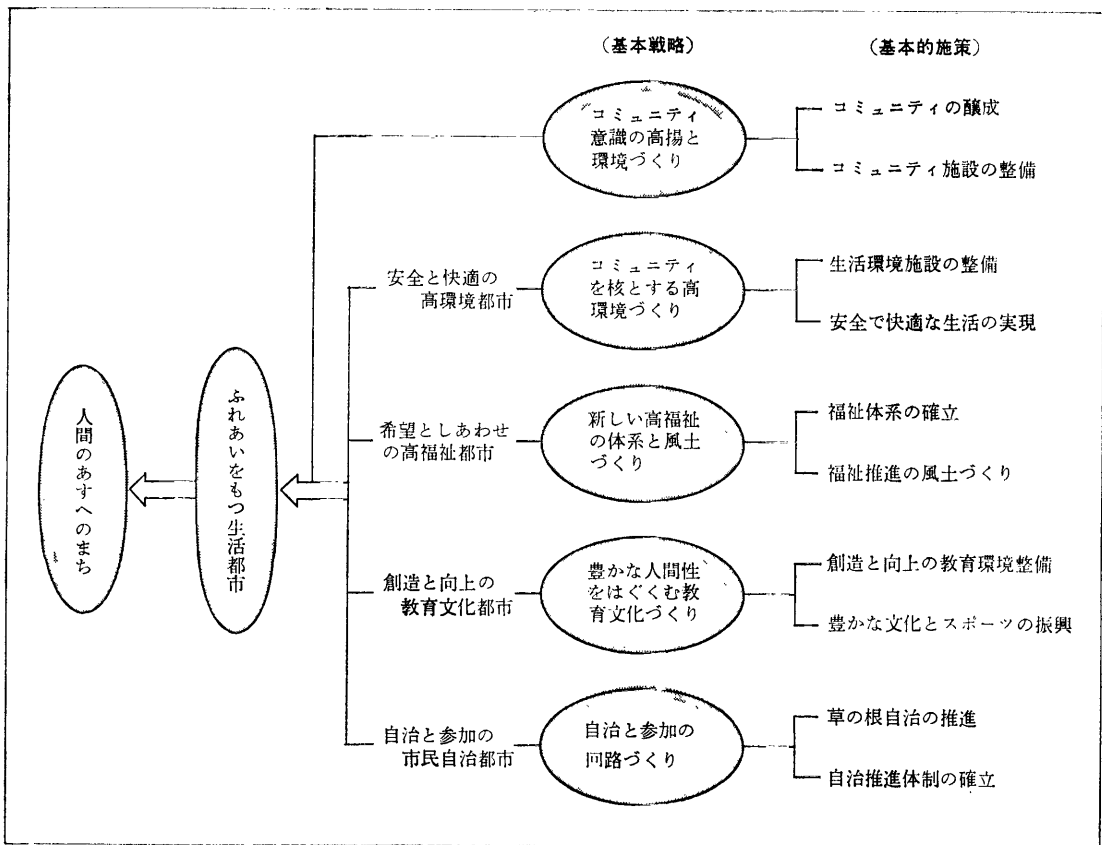 （基本戦略）
（基本的施策）
コミュニティ
意識の高揚と
環境づくり
コミュニティの醸成
コミュニティ施設の整備
安全と快適の
高環境都市
コミュニティ
を核とする高
環境づくり
生活環境施設の整備
安全で快適な生活の実現
人間のあすへのまち
ふれあいをもつ生活都市
希望としあわせ
の高福祉都市
新しい高福祉
の体系と風土
づくり
福祉体系の確立
福祉推進の風土づくり
創造と向上の
教育文化都市
豊かな人間性
をはぐくむ教
育文化づくり
創造と向上の教育環境整備
豊かな文化とスポーツの振興
自治と参加の
市民自治都市
自治と参加の
回路づくり
草の根自治の推進
自治推進体制の確立